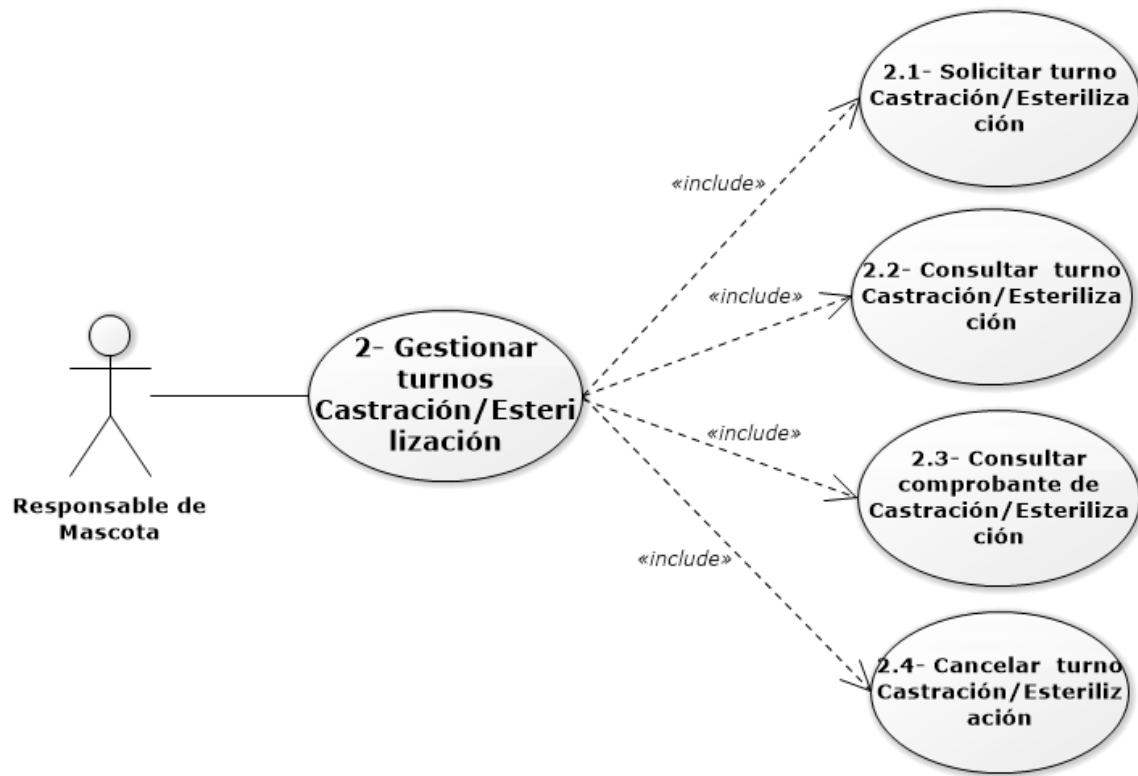 2.1- Solicitar turno
Castración/Esteriliza
ción
«include»
2.2- Consultar  turno
Castración/Esteriliza
ción
«include»
2- Gestionar
turnos
Castración/Esteri
lización
2.3- Consultar
comprobante de
Castración/Esteriliza
ción
«include»
Responsable de
Mascota
«include»
2.4- Cancelar  turno
Castración/Esteriliz
ación